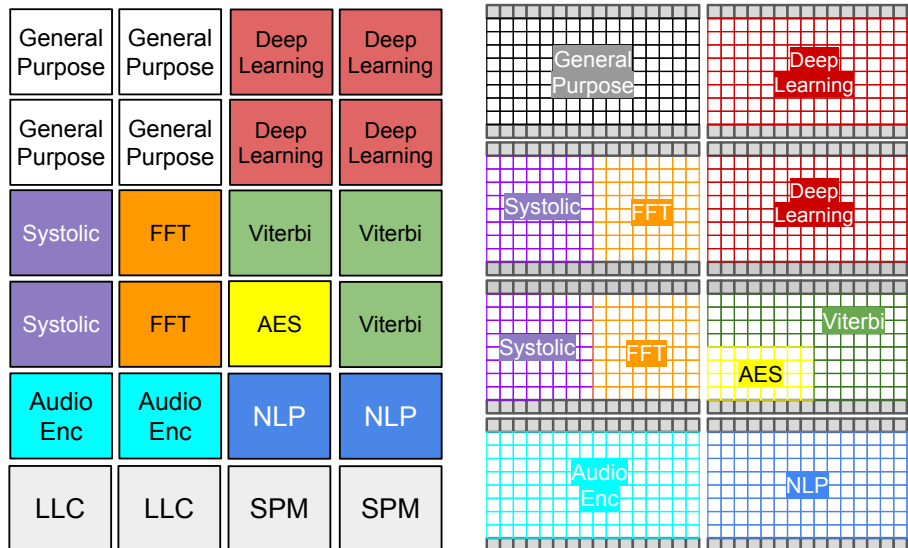 General
Purpose
General
Purpose
Deep
Learning
Deep
Learning
General
Purpose
General
Purpose
Deep
Learning
Deep
Learning
Systolic
FFT
Viterbi
Viterbi
Systolic
FFT
AES
Viterbi
Audio
Enc
Audio
Enc
NLP
NLP
LLC
LLC
SPM
SPM
General
Purpose
Deep
Learning
Systolic
FFT
Deep
Learning
Systolic
FFT
Viterbi
AES
Audio
Enc
NLP